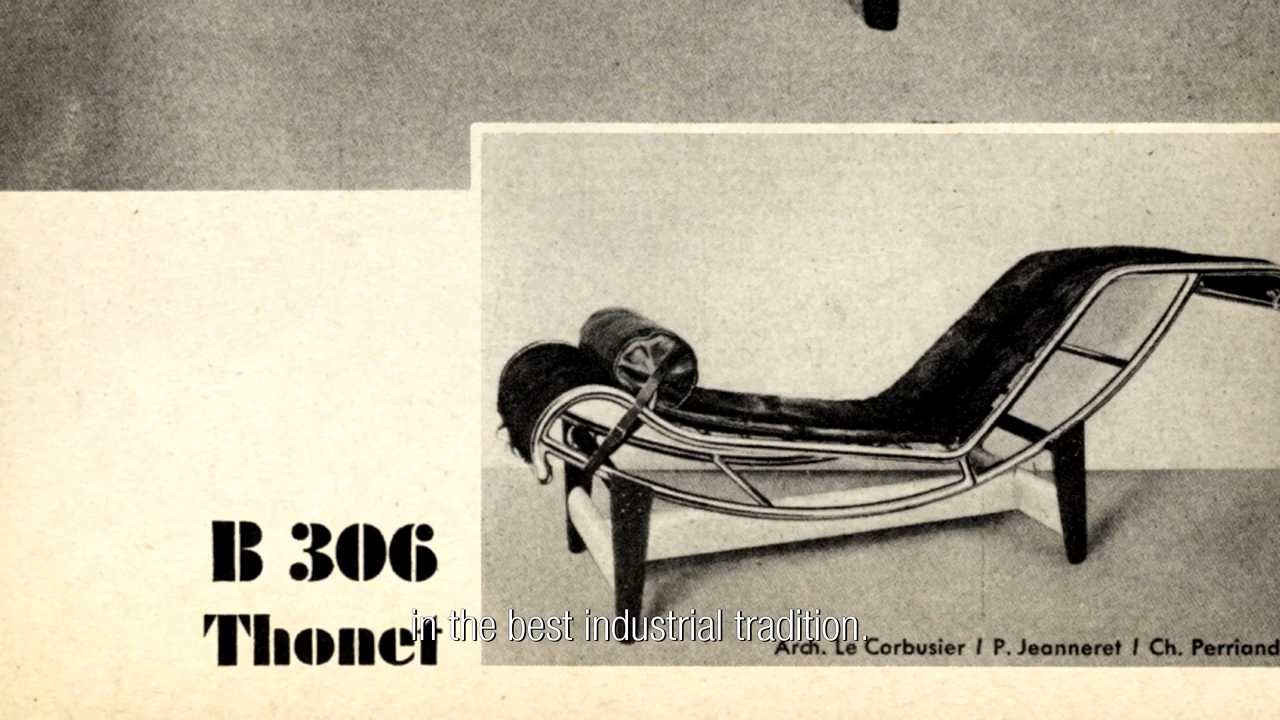 B 306
Thonet
in the best industrial tradition.
Arch. Le Corbusier / P. Jeanneret / Ch. Perriand